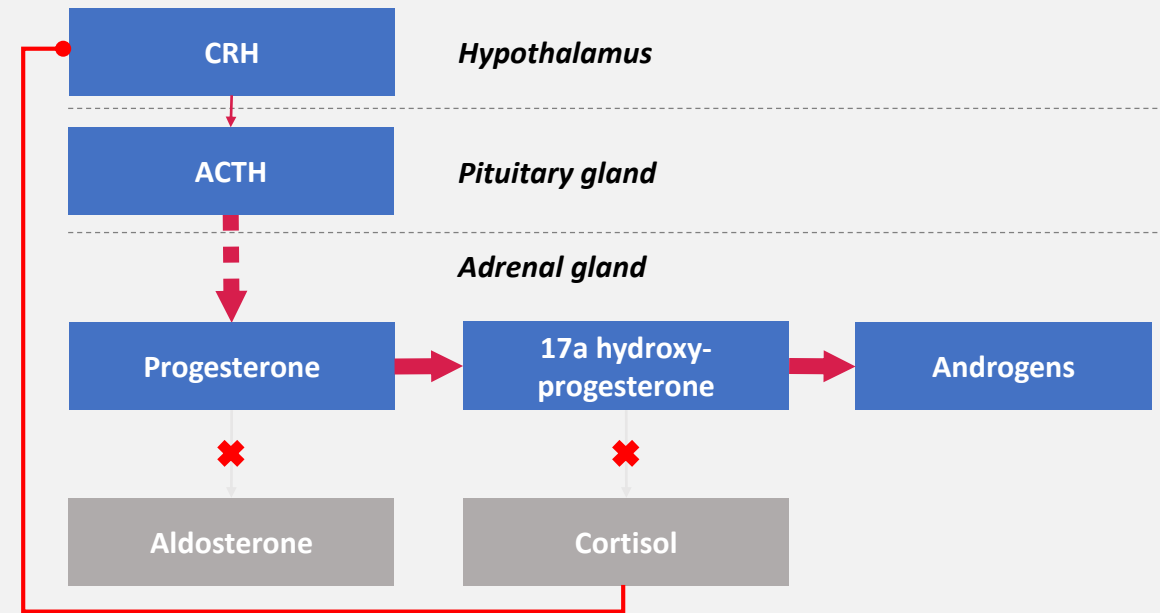 CRH
Hypothalamus
ACTH
Pituitary gland
Adrenal gland
Progesterone
17a hydroxy-
progesterone
Androgens
Aldosterone
Cortisol